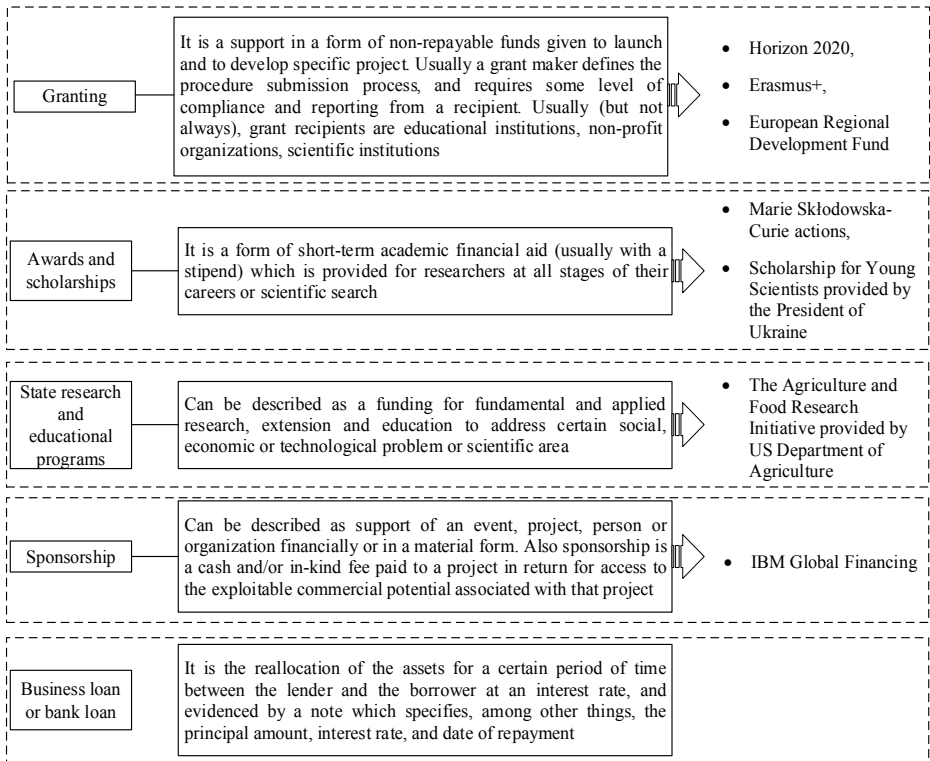 Granting
It is a support in a form of non-repayable funds given to launch
and to develop specific project. Usually a grant maker defines the
procedure submission process, and requires some level of
compliance and reporting from a recipient. Usually (but not
always), grant recipients are educational institutions, non-profit
organizations, scientific institutions
• Horizon 2020,
• Erasmus+,
• European Regional
Development Fund
Awards and
scholarships
It is a form of short-term academic financial aid (usually with a
stipend) which is provided for researchers at all stages of their
careers or scientific search
• Marie Skłodowska-
Curie actions,
• Scholarship for Young
Scientists provided by
the President of
Ukraine
State research
and
educational
programs
Can be described as a funding for fundamental and applied
research, extension and education to address certain social,
economic or technological problem or scientific area
• The Agriculture and
Food Research
Initiative provided by
US Department of
Agriculture
Sponsorship
Can be described as support of an event, project, person or
organization financially or in a material form. Also sponsorship is
a cash and/or in-kind fee paid to a project in return for access to
the exploitable commercial potential associated with that project
• IBM Global Financing
Business loan
or bank loan
It is the reallocation of the assets for a certain period of time
between the lender and the borrower at an interest rate, and
evidenced by a note which specifies, among other things, the
principal amount, interest rate, and date of repayment